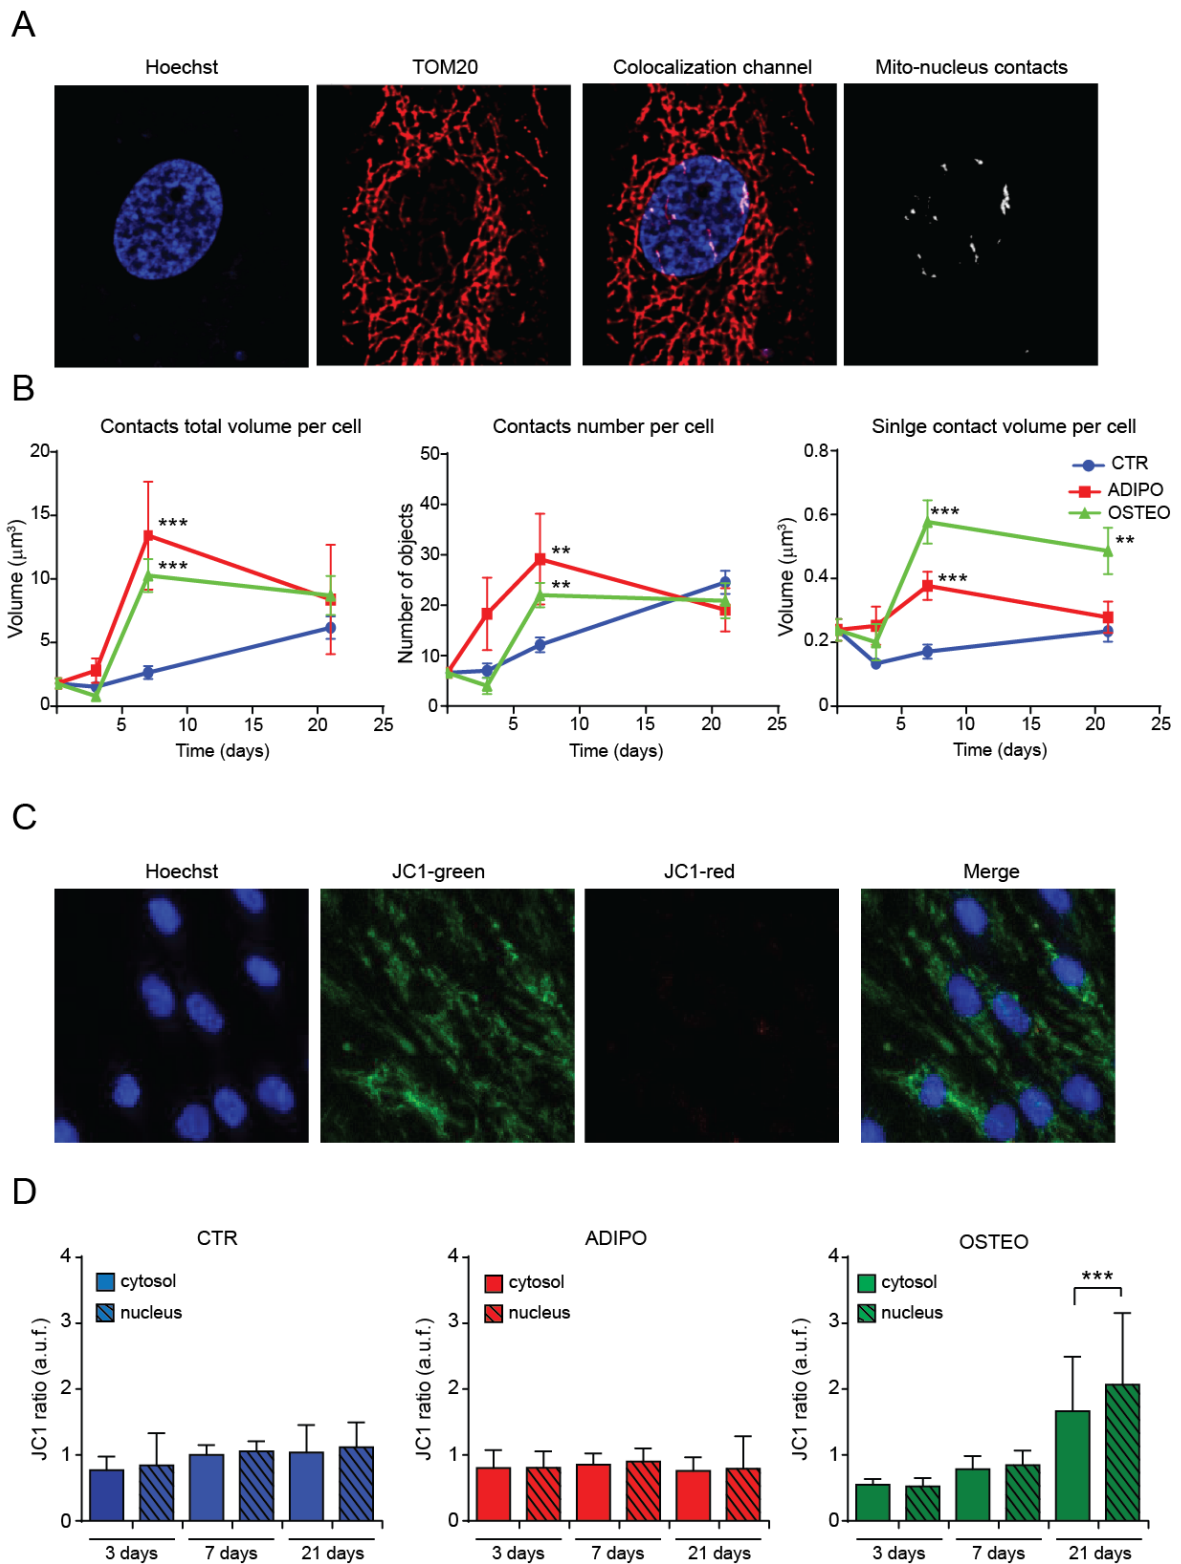 A
Hoechst
TOM20
Colocalization channel
Mito-nucleus contacts
B
Contacts total volume per cell
20
15
10
5
0
Volume (μm³)
5
10
15
20
25
Time (days)
***
***
Contacts number per cell
50
40
30
20
10
0
Number of objects
5
10
15
20
25
Time (days)
**
**
Sinlge contact volume per cell
0.8
0.6
0.4
0.2
0
Volume (μm³)
5
10
15
20
25
Time (days)
CTR
ADIPO
OSTEO
***
**
***
C
Hoechst
JC1-green
JC1-red
Merge
D
CTR
4
3
2
1
0
JC1 ratio (a.u.f.)
cytosol
nucleus
3 days
7 days
21 days
ADIPO
4
3
2
1
0
JC1 ratio (a.u.f.)
cytosol
nucleus
3 days
7 days
21 days
OSTEO
4
3
2
1
0
JC1 ratio (a.u.f.)
cytosol
nucleus
***
3 days
7 days
21 days